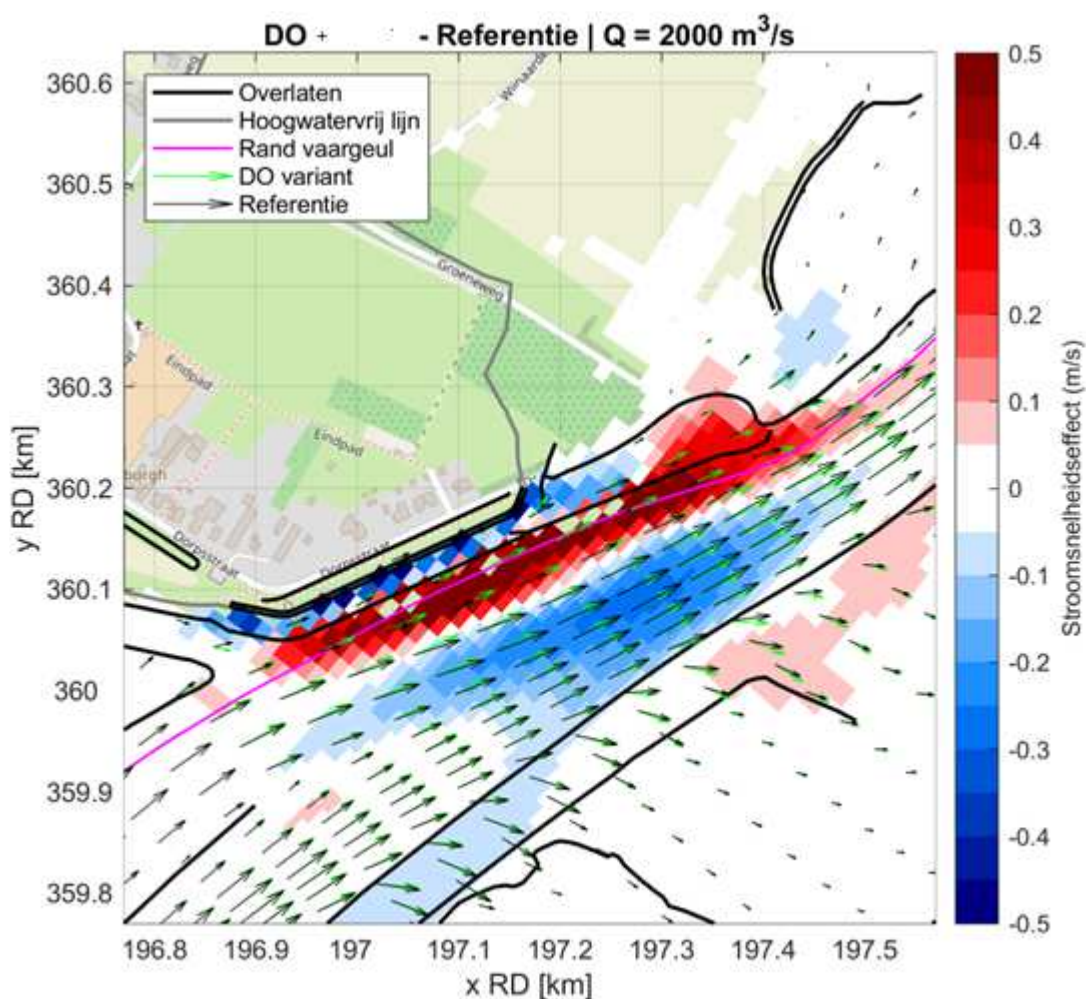 DO + - Referentie | Q = 2000 m³/s
Overlaten
Hoogwatervrij lijn
Rand vaargeul
DO variant
Referentie
Groeneweg
Eindpad
Eindpad
borgh
Dorpsstraat
Dorpsstraat
360.6
360.5
360.4
360.3
360.2
360.1
360
359.9
359.8
y RD [km]
196.8 196.9 197 197.1 197.2 197.3 197.4 197.5
x RD [km]
0.5
0.4
0.3
0.2
0.1
0
-0.1
-0.2
-0.3
-0.4
-0.5
Stroomsnelheidseffect (m/s)